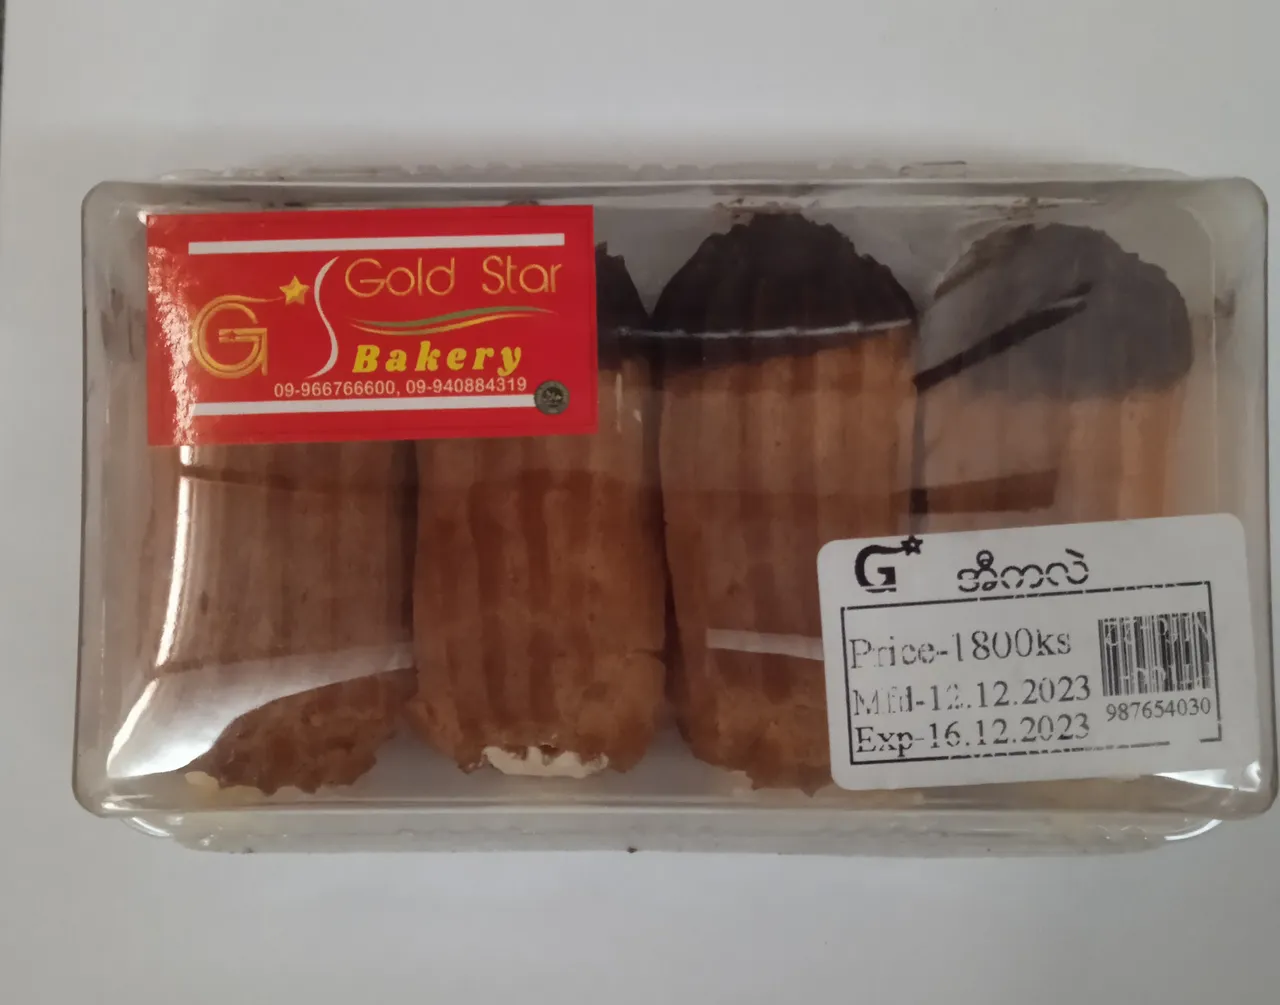 Gold Star
Bakery
09-966766600, 09-940884319
G
အီကလဲ
Price-1800ks
Mfd-12.12.2023
Exp-16.12.2023
987654030